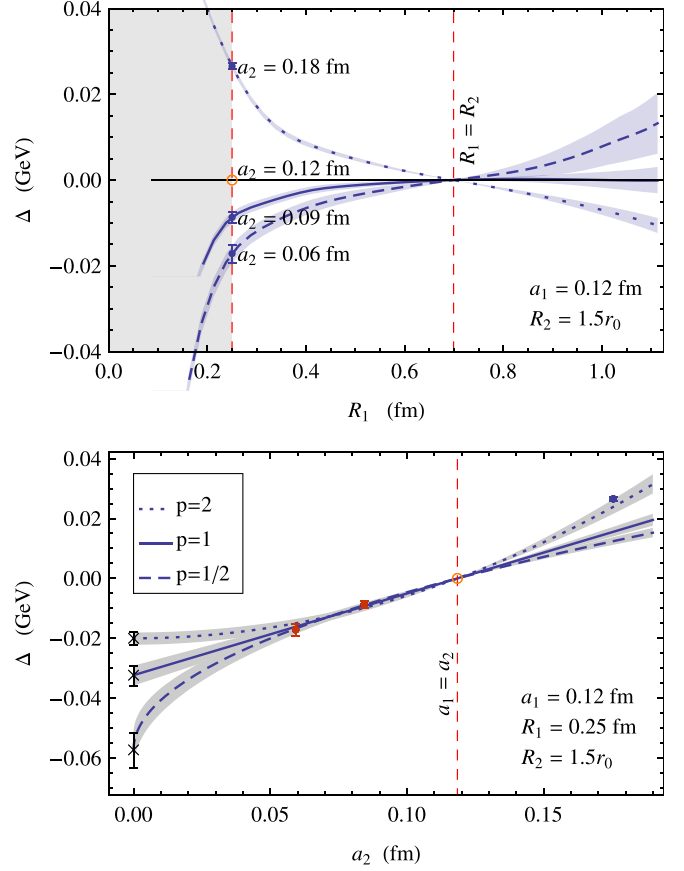 0.04
0.02
0.00
−0.02
−0.04
Δ (GeV)
a₂ = 0.18 fm
a₂ = 0.12 fm
a₂ = 0.09 fm
a₂ = 0.06 fm
R₁ = R₂
a₁ = 0.12 fm
R₂ = 1.5r₀
0.0 0.2 0.4 0.6 0.8 1.0
R₁ (fm)
0.04
0.02
0.00
−0.02
−0.04
−0.06
Δ (GeV)
p=2
p=1
p=1/2
a₁ = a₂
a₁ = 0.12 fm
R₁ = 0.25 fm
R₂ = 1.5r₀
0.00 0.05 0.10 0.15
a₂ (fm)